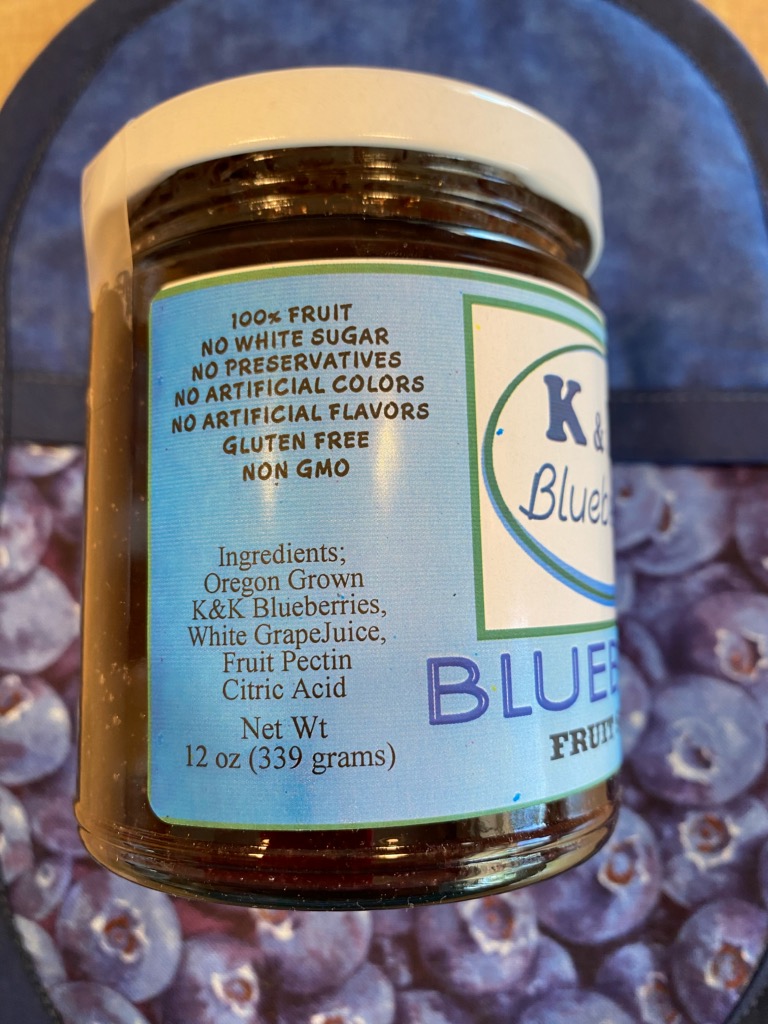 100% FRUIT
NO WHITE SUGAR
NO PRESERVATIVES
NO ARTIFICIAL COLORS
NO ARTIFICIAL FLAVORS
GLUTEN FREE
NON GMO
Ingredients;
Oregon Grown
K&K Blueberries,
White GrapeJuice,
Fruit Pectin
Citric Acid
Net Wt
12 oz (339 grams)
K &
Blueb
BLUEB
FRUIT